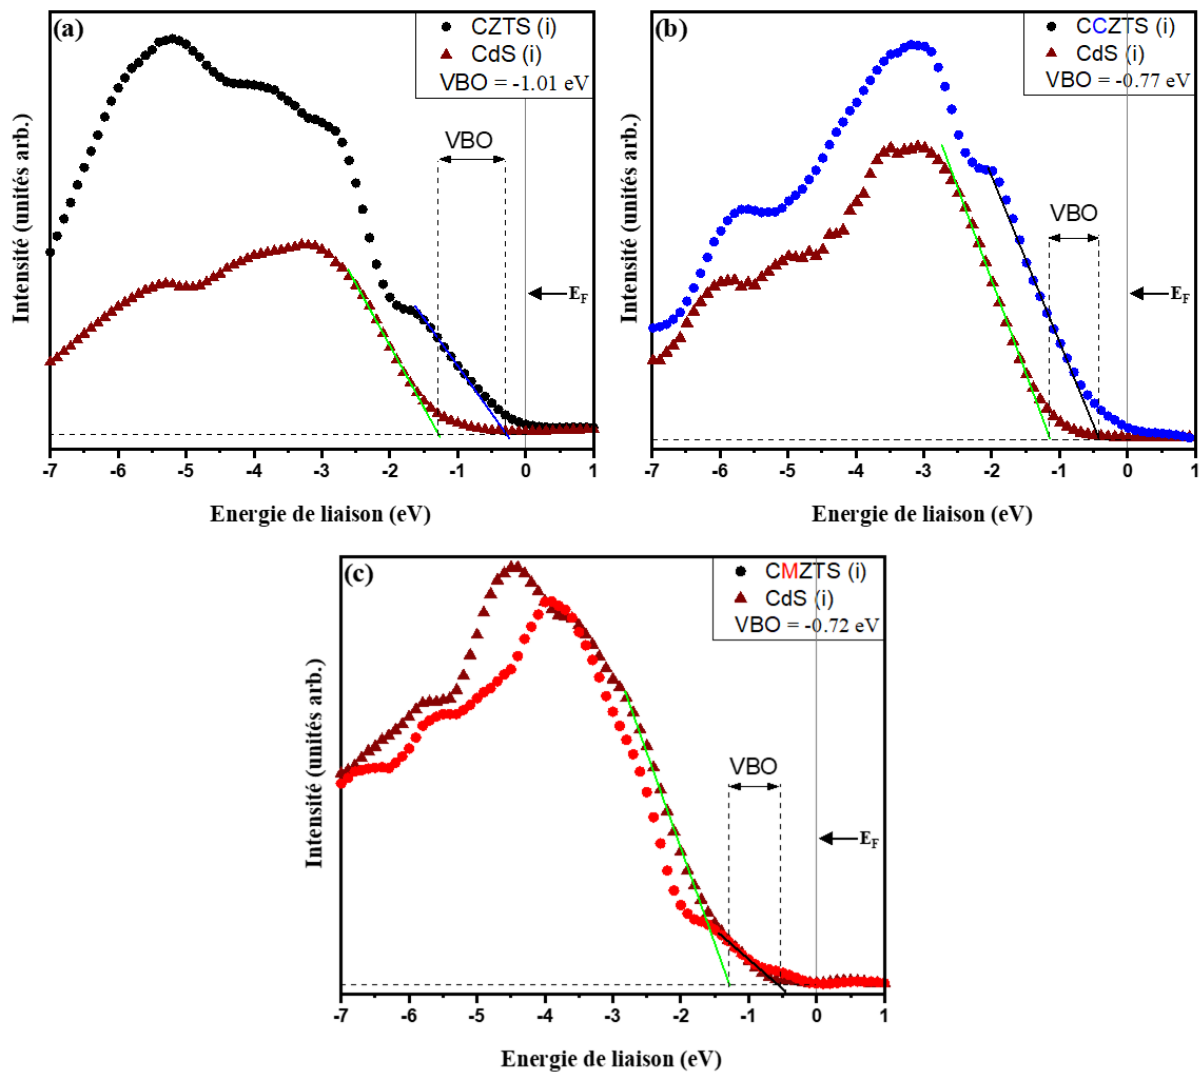 (a)
CZTS (i)
CdS (i)
VBO = -1.01 eV
VBO
E_F
Intensité (unités arb.)
-7 -6 -5 -4 -3 -2 -1 0 1
Energie de liaison (eV)
(b)
CCZTS (i)
CdS (i)
VBO = -0.77 eV
VBO
E_F
Intensité (unités arb.)
-7 -6 -5 -4 -3 -2 -1 0 1
Energie de liaison (eV)
(c)
CMZTS (i)
CdS (i)
VBO = -0.72 eV
VBO
E_F
Intensité (unités arb.)
-7 -6 -5 -4 -3 -2 -1 0 1
Energie de liaison (eV)